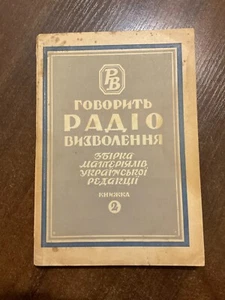 РВ
ГОВОРИТЬ
РАДІО
ВИЗВОЛЕННЯ
ЗБІРКА
МАТЕРІЯЛІВ
УКРАЇНСЬКОЇ
РЕДАКЦІЇ
КНИЖКА
2